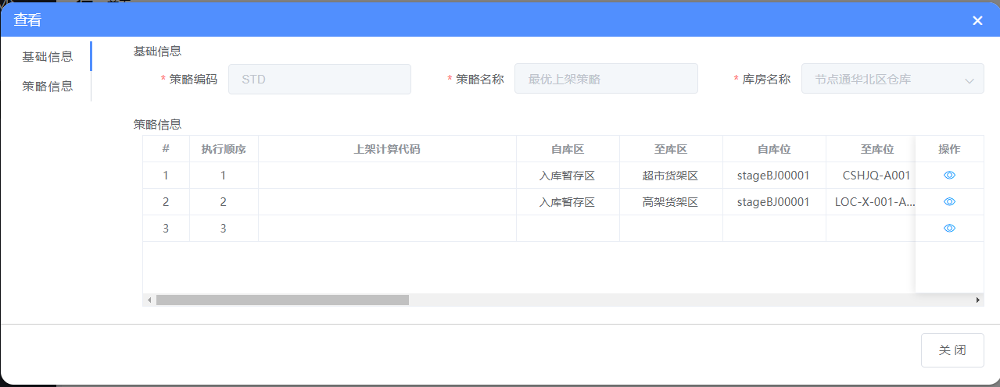 查看
基础信息
策略信息
基础信息
* 策略编码 STD * 策略名称 最优上架策略 * 库房名称 节点通华北区仓库
策略信息
# 执行顺序 上架计算代码 自库区 至库区 自库位 至库位 操作
1 1 入库暂存区 超市货架区 stageBJ00001 CSHJQ-A001
2 2 入库暂存区 高架货架区 stageBJ00001 LOC-X-001-A...
3 3
关 闭